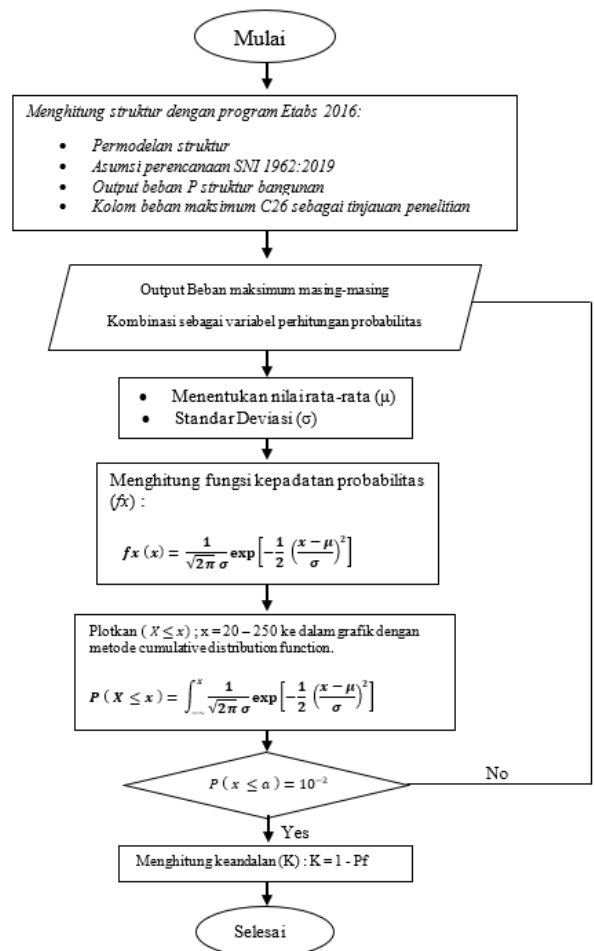 Mulai
Menghitung struktur dengan program Etabs 2016:
• Permodelan struktur
• Asumsi perencanaan SNI 1962:2019
• Output beban P struktur bangunan
• Kolom beban maksimum C26 sebagai tinjauan penelitian
Output Beban maksimum masing-masing
Kombinasi sebagai variabel perhitungan probabilitas
• Menentukan nilai rata-rata (μ)
• Standar Deviasi (σ)
Menghitung fungsi kepadatan probabilitas
(fx) :
fx (x) = 1/(√2π σ) exp[−1/2 ((x − μ)/σ)²]
Plotkan ( X ≤ x) ; x = 20 – 250 ke dalam grafik dengan
metode cumulative distribution function.
P ( X ≤ x ) = ∫₋∞ˣ 1/(√2π σ) exp[−1/2 ((x − μ)/σ)²]
P ( x ≤ a ) = 10⁻²
No
Yes
Menghitung keandalan (K) : K = 1 - Pf
Selesai